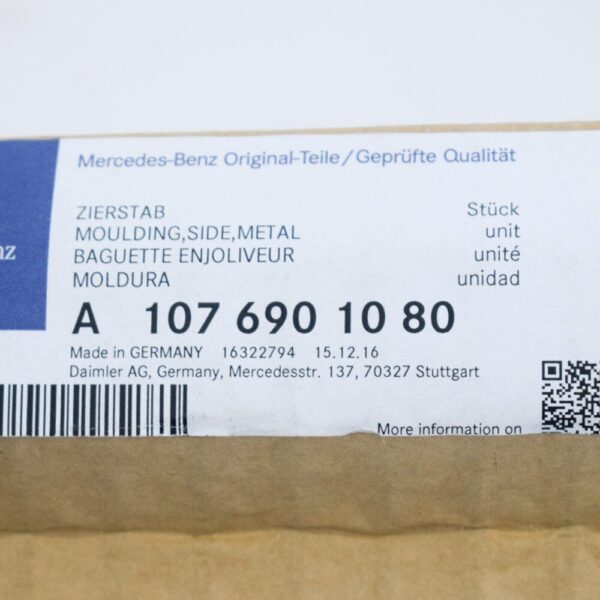 Mercedes-Benz Original-Teile/Geprüfte Qualität
nz
ZIERSTAB Stück
MOULDING,SIDE,METAL unit
BAGUETTE ENJOLIVEUR unité
MOLDURA unidad
A 107 690 10 80
Made in GERMANY 16322794 15.12.16
Daimler AG, Germany, Mercedesstr. 137, 70327 Stuttgart
More information on